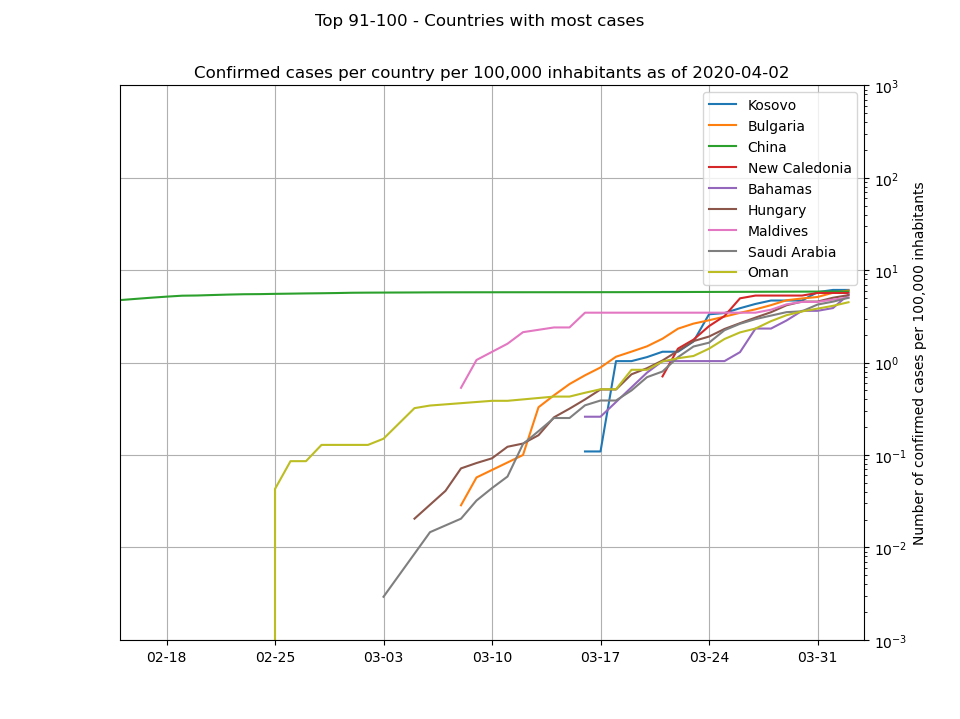 Top 91-100 - Countries with most cases
Confirmed cases per country per 100,000 inhabitants as of 2020-04-02
Kosovo
Bulgaria
China
New Caledonia
Bahamas
Hungary
Maldives
Saudi Arabia
Oman
10³
10²
10¹
10⁰
10⁻¹
10⁻²
10⁻³
Number of confirmed cases per 100,000 inhabitants
02-18 02-25 03-03 03-10 03-17 03-24 03-31